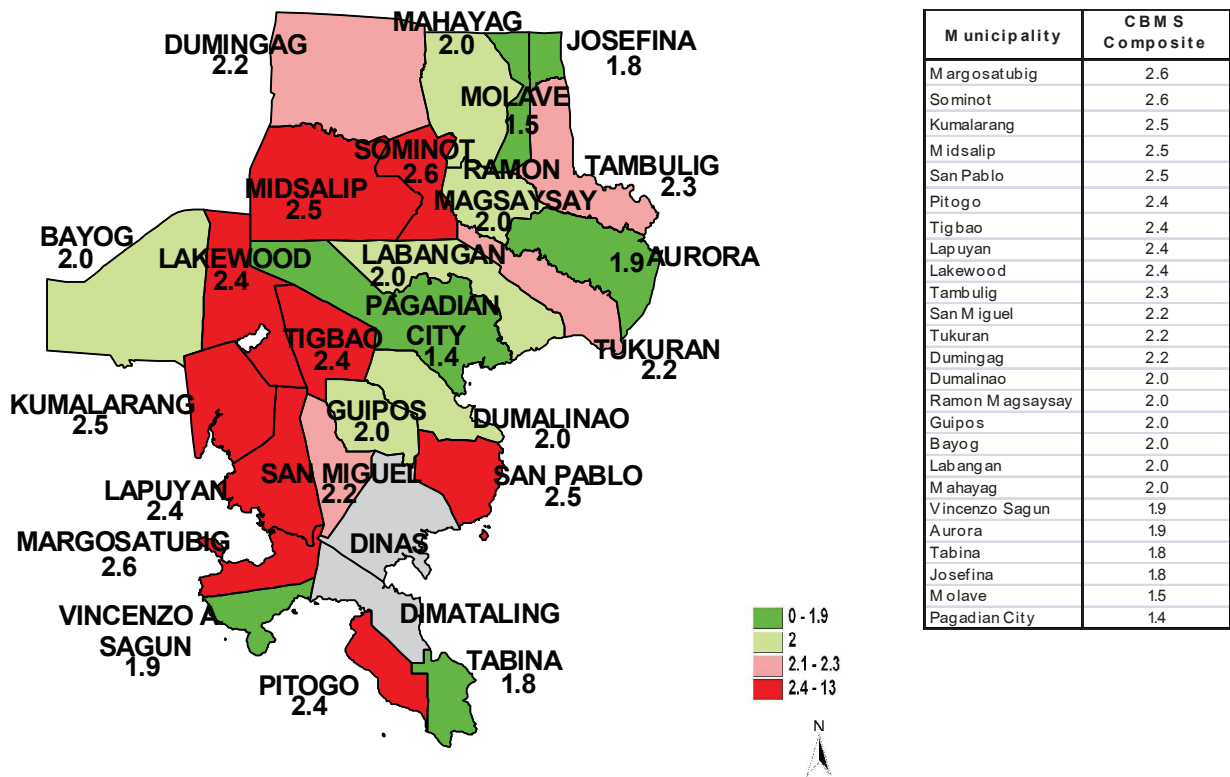 MAHAYAG
2.0
DUMINGAG
2.2
JOSEFINA
1.8
MOLAVE
1.5
SOMINOT
2.6
RAMON
MAGSAYSAY
2.0
TAMBULIG
2.3
MIDSALIP
2.5
BAYOG
2.0
LAKEWOOD
2.4
LABANGAN
2.0
1.9 AURORA
PAGADIAN
CITY
1.4
TIGBAO
2.4
TUKURAN
2.2
KUMALARANG
2.5
GUIPOS
2.0
DUMALINAO
2.0
SAN MIGUEL
2.2
SAN PABLO
2.5
LAPUYAN
2.4
MARGOSATUBIG
2.6
DINAS
VINCENZO A.
SAGUN
1.9
DIMATALING
PITOGO
2.4
TABINA
1.8
0 - 1.9
2
2.1 - 2.3
2.4 - 13
N
Municipality CBMS Composite
Margosatubig 2.6
Sominot 2.6
Kumalarang 2.5
Midsalip 2.5
San Pablo 2.5
Pitogo 2.4
Tigbao 2.4
Lapuyan 2.4
Lakewood 2.4
Tambulig 2.3
San Miguel 2.2
Tukuran 2.2
Dumingag 2.2
Dumalinao 2.0
Ramon Magsaysay 2.0
Guipos 2.0
Bayog 2.0
Labangan 2.0
Mahayag 2.0
Vincenzo Sagun 1.9
Aurora 1.9
Tabina 1.8
Josefina 1.8
Molave 1.5
Pagadian City 1.4